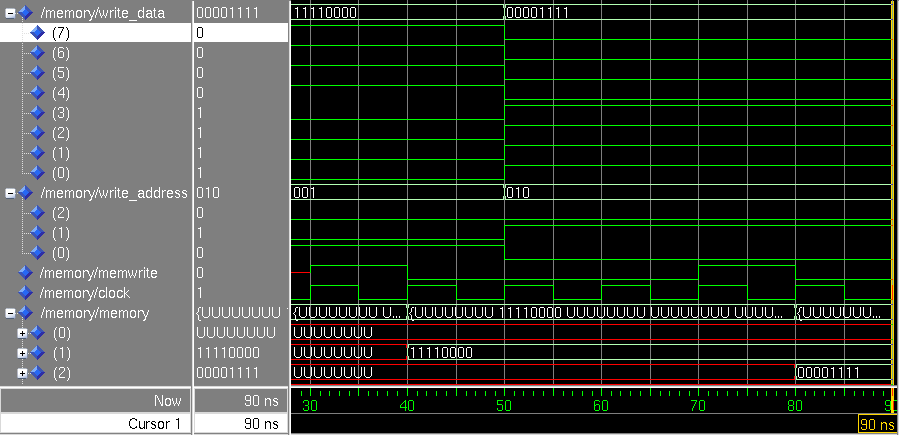 /memory/write_data 00001111 11110000 00001111
(7) 0
(6) 0
(5) 0
(4) 0
(3) 1
(2) 1
(1) 1
(0) 1
/memory/write_address 010 001 010
(2) 0
(1) 1
(0) 0
/memory/memwrite 0
/memory/clock 1
/memory/memory {UUUUUUUU {UUUUUUUU U... {UUUUUUUU 11110000 UUUUUUUU UUUUUUUU UUUU... {UUUUUUU...
(0) UUUUUUUU UUUUUUUU
(1) 11110000 UUUUUUUU 11110000
(2) 00001111 UUUUUUUU 00001111
Now 90 ns 30 40 50 60 70 80
Cursor 1 90 ns 90 ns